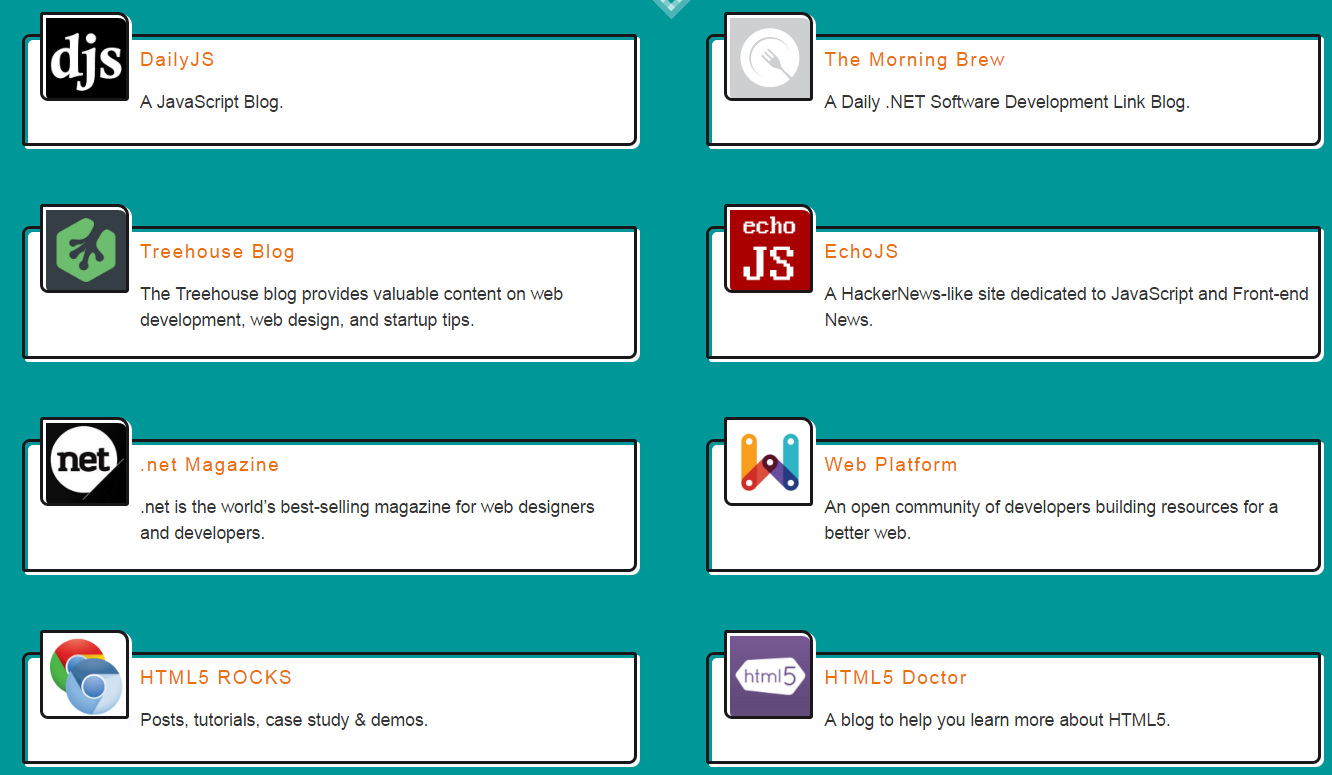 djs
DailyJS
A JavaScript Blog.
The Morning Brew
A Daily .NET Software Development Link Blog.
Treehouse Blog
The Treehouse blog provides valuable content on web
development, web design, and startup tips.
echo
JS
EchoJS
A HackerNews-like site dedicated to JavaScript and Front-end
News.
net
.net Magazine
.net is the world’s best-selling magazine for web designers
and developers.
Web Platform
An open community of developers building resources for a
better web.
HTML5 ROCKS
Posts, tutorials, case study & demos.
html5
HTML5 Doctor
A blog to help you learn more about HTML5.